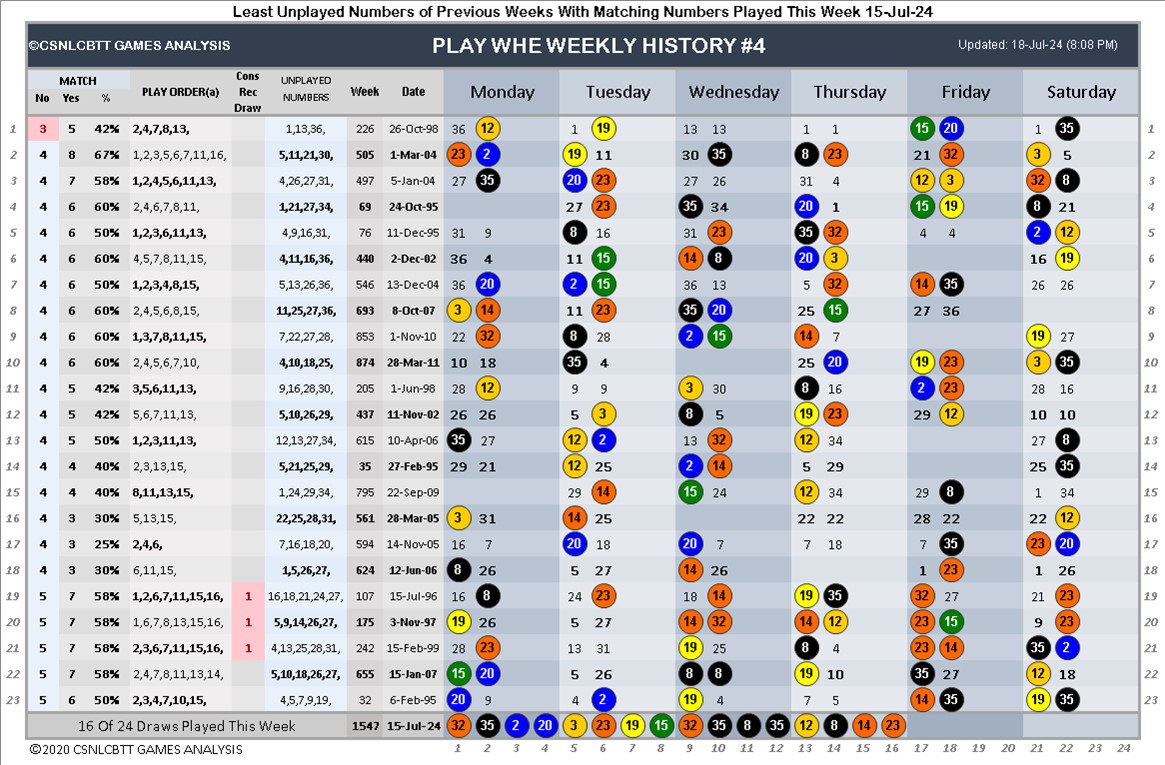 Least Unplayed Numbers of Previous Weeks With Matching Numbers Played This Week 15-Jul-24
©CSNLCBTT GAMES ANALYSIS PLAY WHE WEEKLY HISTORY #4 Updated: 18-Jul-24 (8:08 PM)
MATCH No Yes % PLAY ORDER(a) Cons Rec Draw UNPLAYED NUMBERS Week Date Monday Tuesday Wednesday Thursday Friday Saturday
1 3 5 42% 2,4,7,8,13, 1,13,36, 226 26-Oct-98 36 12 1 19 13 13 1 1 15 20 1 35 1
2 4 8 67% 1,2,3,5,6,7,11,16, 5,11,21,30, 505 1-Mar-04 23 2 19 11 30 35 8 23 21 32 3 5 2
3 4 7 58% 1,2,4,5,6,11,13, 4,26,27,31, 497 5-Jan-04 27 35 20 23 27 26 31 4 12 3 32 8 3
4 4 6 60% 2,4,6,7,8,11, 1,21,27,34, 69 24-Oct-95 27 23 35 34 20 1 15 19 8 21 4
5 4 6 50% 1,2,3,6,11,13, 4,9,16,31, 76 11-Dec-95 31 9 8 16 31 23 35 32 4 4 2 12 5
6 4 6 60% 4,5,7,8,11,15, 4,11,16,36, 440 2-Dec-02 36 4 11 15 14 8 20 3 16 19 6
7 4 6 50% 1,2,3,4,8,15, 5,13,26,36, 546 13-Dec-04 36 20 2 15 36 13 5 32 14 35 26 26 7
8 4 6 60% 2,4,5,6,8,15, 11,25,27,36, 693 8-Oct-07 3 14 11 23 35 20 25 15 27 36 8
9 4 6 60% 1,3,7,8,11,15, 7,22,27,28, 853 1-Nov-10 22 32 8 28 2 15 14 7 19 27 9
10 4 6 60% 2,4,5,6,7,10, 4,10,18,25, 874 28-Mar-11 10 18 35 4 25 20 19 23 3 35 10
11 4 5 42% 3,5,6,11,13, 9,16,28,30, 205 1-Jun-98 28 12 9 9 3 30 8 16 2 23 28 16 11
12 4 5 42% 5,6,7,11,13, 5,10,26,29, 437 11-Nov-02 26 26 5 3 8 5 19 23 29 12 10 10 12
13 4 5 50% 1,2,3,11,13, 12,13,27,34, 615 10-Apr-06 35 27 12 2 13 32 12 34 27 8 13
14 4 4 40% 2,3,13,15, 5,21,25,29, 35 27-Feb-95 29 21 12 25 2 14 5 29 25 35 14
15 4 4 40% 8,11,13,15, 1,24,29,34, 795 22-Sep-09 29 14 15 24 12 34 29 8 1 34 15
16 4 3 30% 5,13,15, 22,25,28,31, 561 28-Mar-05 3 31 14 25 22 22 28 22 22 12 16
17 4 3 25% 2,4,6, 7,16,18,20, 594 14-Nov-05 16 7 20 18 20 7 7 18 7 35 23 20 17
18 4 3 30% 6,11,15, 1,5,26,27, 624 12-Jun-06 8 26 5 27 14 26 1 23 1 26 18
19 5 7 58% 1,2,6,7,11,15,16, 1 16,18,21,24,27, 107 15-Jul-96 16 8 24 23 18 14 19 35 32 27 21 23 19
20 5 7 58% 1,6,7,8,13,15,16, 1 5,9,14,26,27, 175 3-Nov-97 19 26 5 27 14 32 14 12 23 15 9 23 20
21 5 7 58% 2,3,6,7,11,15,16, 1 4,13,25,28,31, 242 15-Feb-99 28 23 13 31 19 25 8 4 23 14 35 2 21
22 5 7 58% 2,4,7,8,11,13,14, 5,10,18,26,27, 655 15-Jan-07 15 20 5 26 8 8 19 10 35 27 12 18 22
23 5 6 50% 2,3,4,7,10,15, 4,5,7,9,19, 32 6-Feb-95 20 9 4 2 19 4 7 5 14 35 19 35 23
16 Of 24 Draws Played This Week 1547 15-Jul-24 32 35 2 20 3 23 19 15 32 35 8 35 12 8 14 23
©2020 CSNLCBTT GAMES ANALYSIS 1 2 3 4 5 6 7 8 9 10 11 12 13 14 15 16 17 18 19 20 21 22 23 24